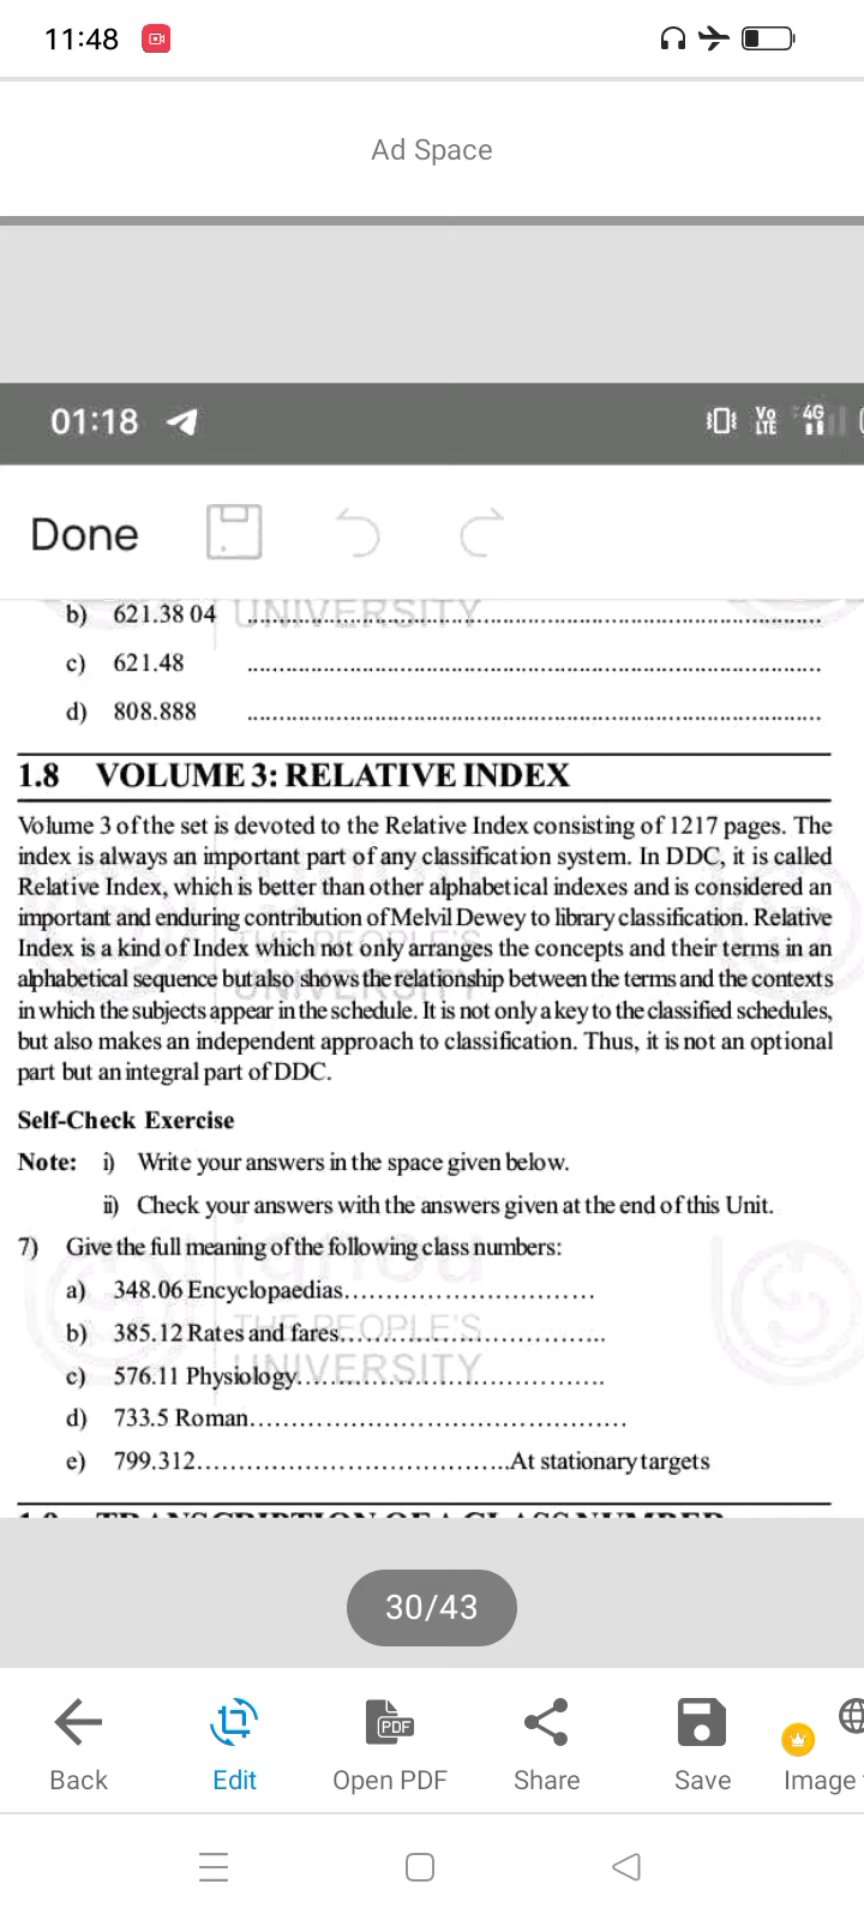 11:48
Ad Space
01:18
Vo
LTE
4G
Done
UNIVERSITY
b) 621.38 04 ........................................................................................
c) 621.48 ........................................................................................
d) 808.888 ........................................................................................
1.8 VOLUME 3: RELATIVE INDEX
Volume 3 of the set is devoted to the Relative Index consisting of 1217 pages. The
index is always an important part of any classification system. In DDC, it is called
Relative Index, which is better than other alphabetical indexes and is considered an
important and enduring contribution of Melvil Dewey to library classification. Relative
Index is a kind of Index which not only arranges the concepts and their terms in an
alphabetical sequence but also shows the relationship between the terms and the contexts
in which the subjects appear in the schedule. It is not only a key to the classified schedules,
but also makes an independent approach to classification. Thus, it is not an optional
part but an integral part of DDC.
Self-Check Exercise
Note: i) Write your answers in the space given below.
ii) Check your answers with the answers given at the end of this Unit.
7) Give the full meaning of the following class numbers:
a) 348.06 Encyclopaedias.................................
b) 385.12 Rates and fares...................................
c) 576.11 Physiology........................................
d) 733.5 Roman.................................................
e) 799.312.........................................At stationary targets
ignou
THE PEOPLE'S
UNIVERSITY
30/43
Back
Edit
PDF
Open PDF
Share
Save
Image